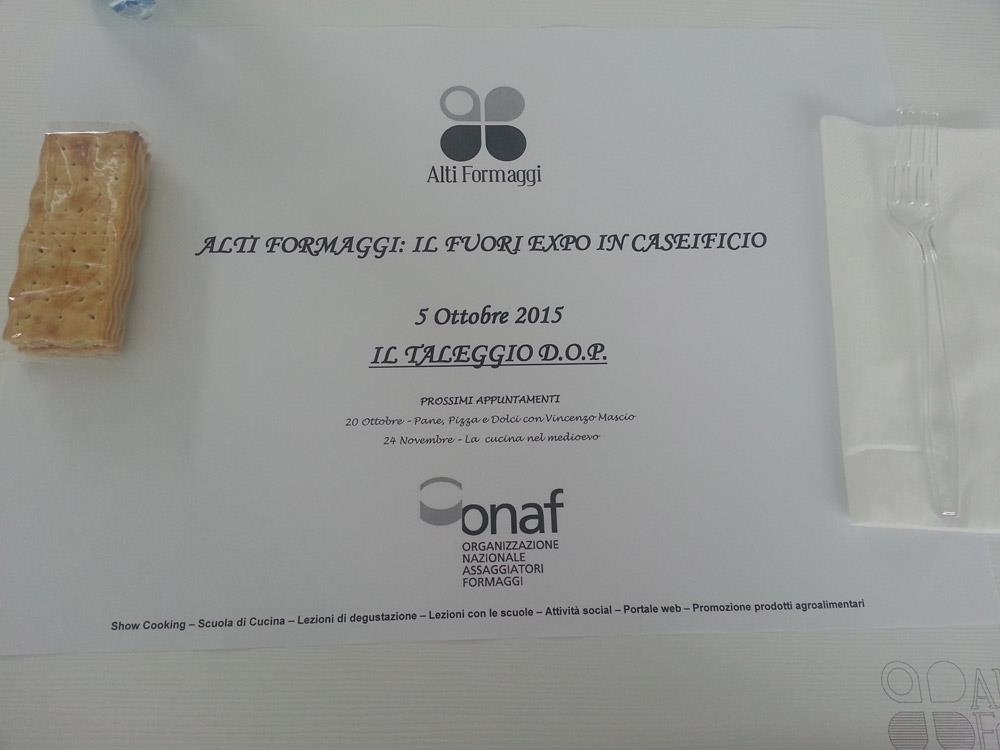 Alti Formaggi
ALTI FORMAGGI: IL FUORI EXPO IN CASEIFICIO
5 Ottobre 2015
IL TALEGGIO D.O.P.
PROSSIMI APPUNTAMENTI
20 Ottobre - Pane, Pizza e Dolci con Vincenzo Mascio
24 Novembre - La cucina nel medioevo
onaf
ORGANIZZAZIONE
NAZIONALE
ASSAGGIATORI
FORMAGGI
Show Cooking – Scuola di Cucina – Lezioni di degustazione – Lezioni con le scuole – Attività social – Portale web – Promozione prodotti agroalimentari